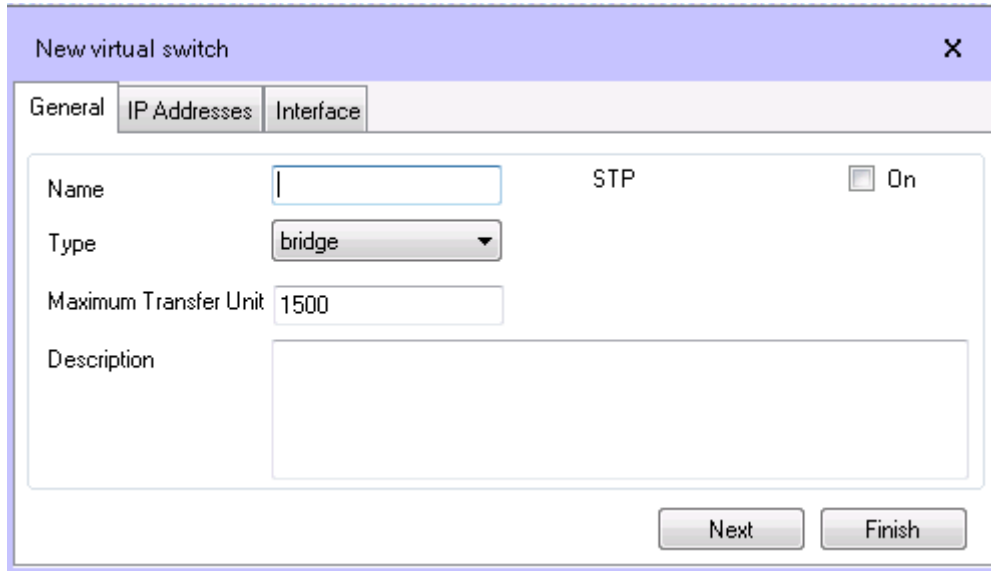 New virtual switch X
General IP Addresses Interface
Name STP On
Type bridge
Maximum Transfer Unit 1500
Description
Next Finish